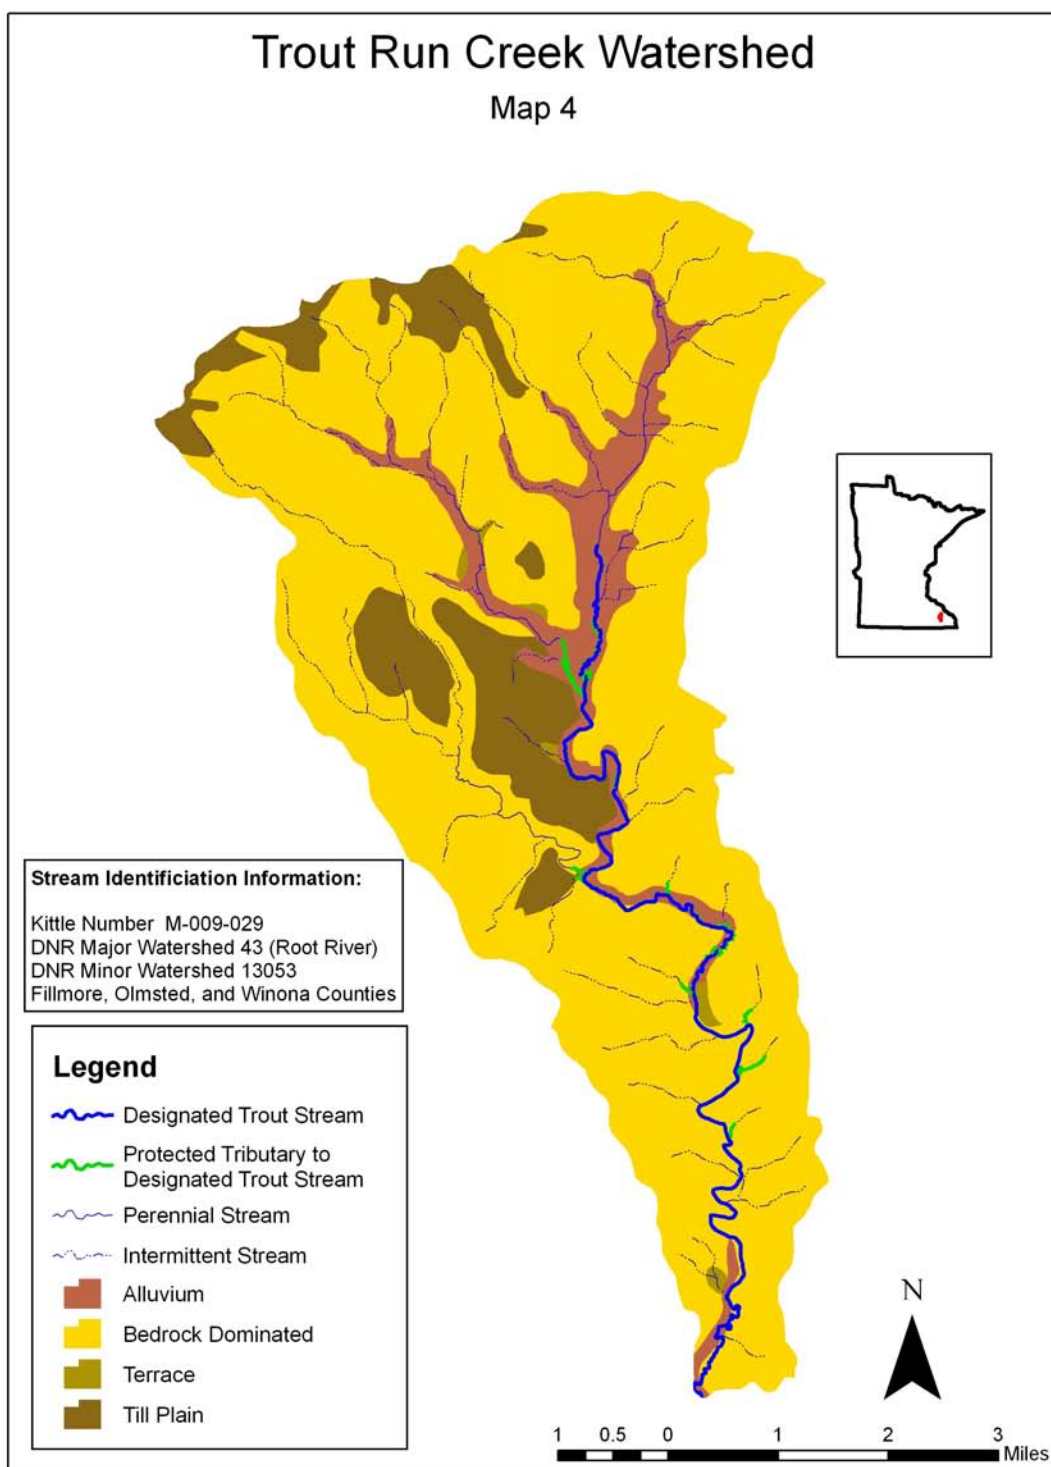 Trout Run Creek Watershed
Map 4
Stream Identificiation Information:
Kittle Number M-009-029
DNR Major Watershed 43 (Root River)
DNR Minor Watershed 13053
Fillmore, Olmsted, and Winona Counties
Legend
Designated Trout Stream
Protected Tributary to
Designated Trout Stream
Perennial Stream
Intermittent Stream
Alluvium
Bedrock Dominated
Terrace
Till Plain
N
1 0.5 0 1 2 3
Miles